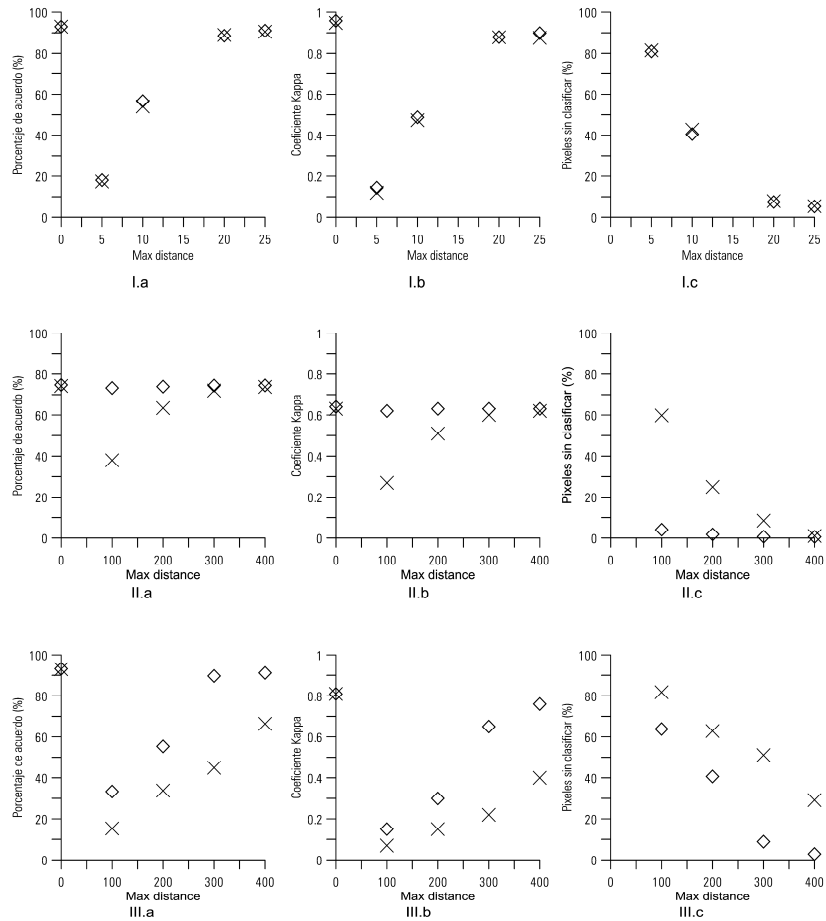 100
80
60
40
20
0
Porcentaje de acuerdo (%)
0 5 10 15 20 25
Max distance
I.a
1
0.8
0.6
0.4
0.2
0
Coeficiente Kappa
0 5 10 15 20 25
Max distance
I.b
100
80
60
40
20
0
Pixeles sin clasificar (%)
0 5 10 15 20 25
Max distance
I.c
100
80
60
40
20
0
Porcentaje de acuerdo (%)
0 100 200 300 400
Max distance
II.a
1
0.8
0.6
0.4
0.2
0
Coeficiente Kappa
0 100 200 300 400
Max distance
II.b
100
80
60
40
20
0
Pixeles sin clasificar (%)
0 100 200 300 400
Max distance
II.c
100
80
60
40
20
0
Porcentaje ce acuerdo (%)
0 100 200 300 400
Max distance
III.a
1
0.8
0.6
0.4
0.2
0
Coeficiente Kappa
0 100 200 300 400
Max distance
III.b
100
80
60
40
20
0
Pixeles sin clasificar (%)
0 100 200 300 400
Max distance
III.c